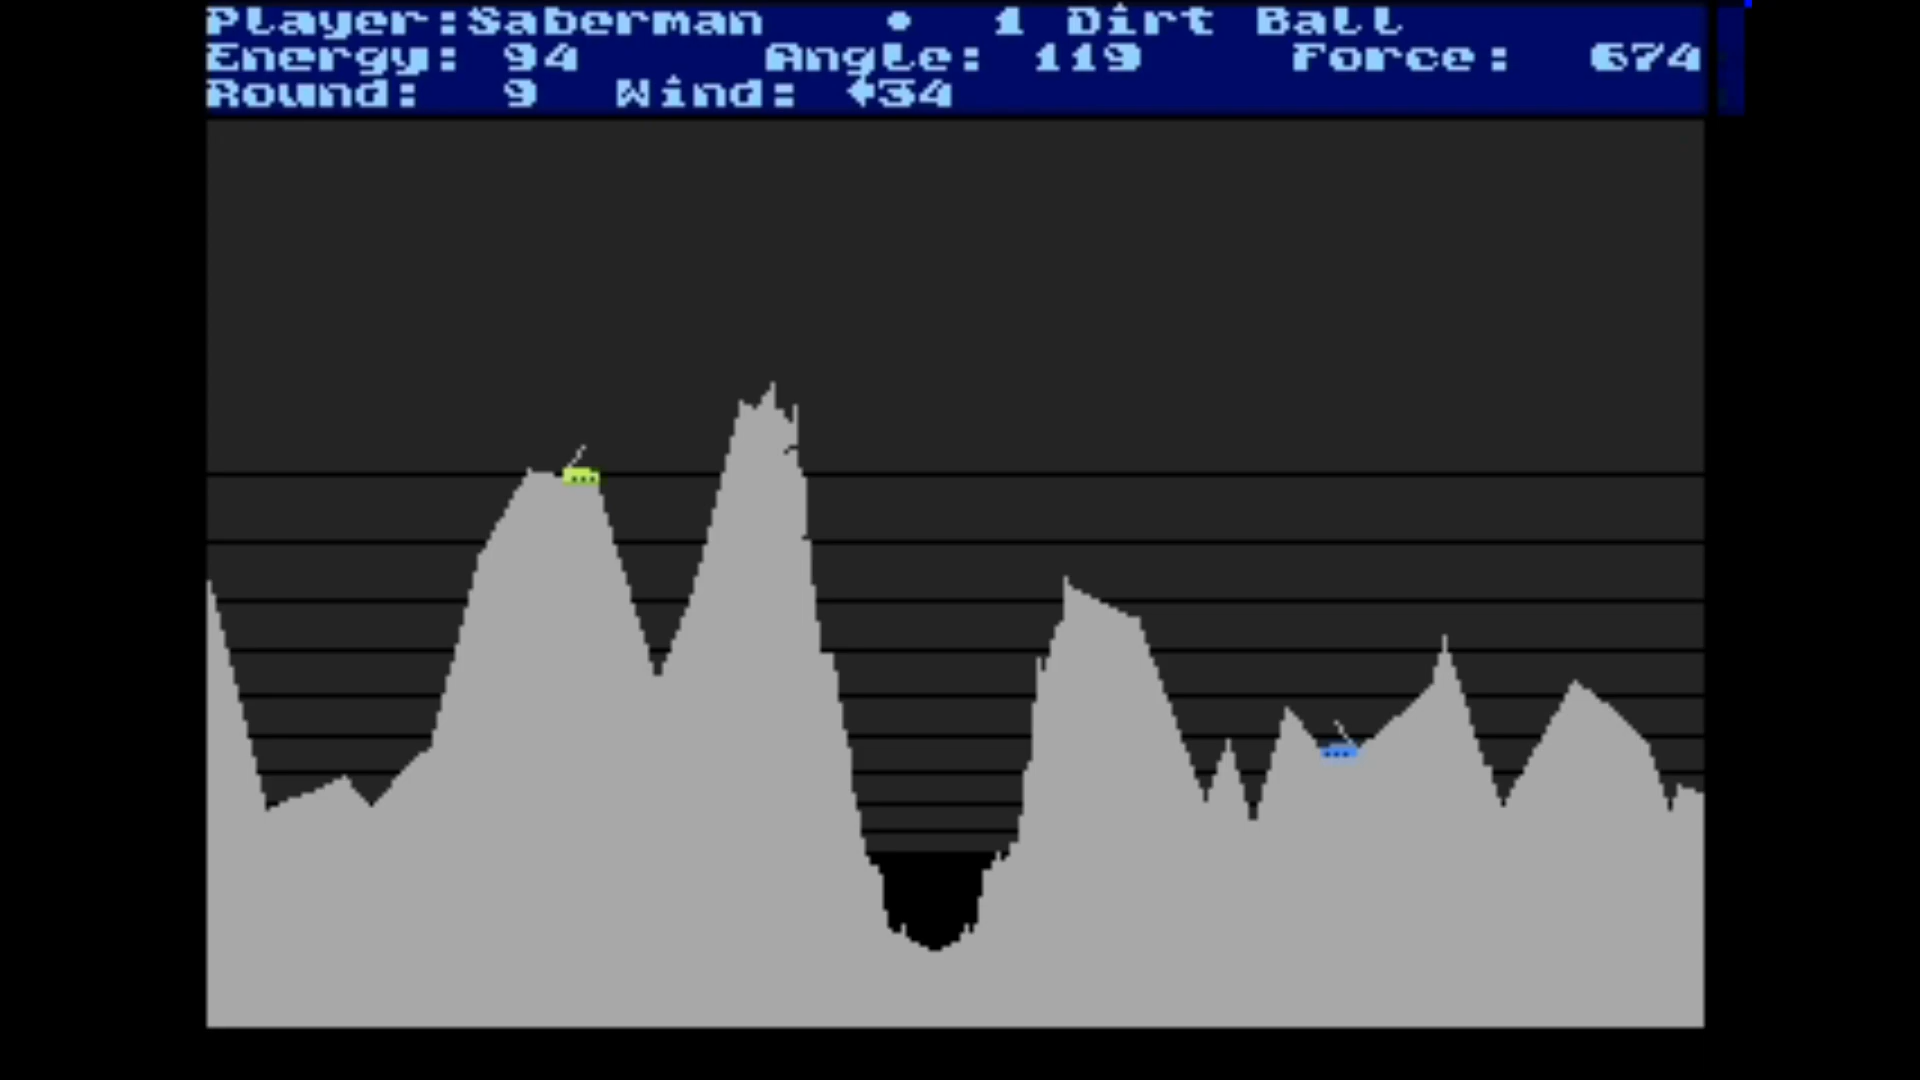 Player:Saberman ● 1 Dirt Ball
Energy: 94 Angle: 119 Force: 674
Round: 9 Wind: ←34